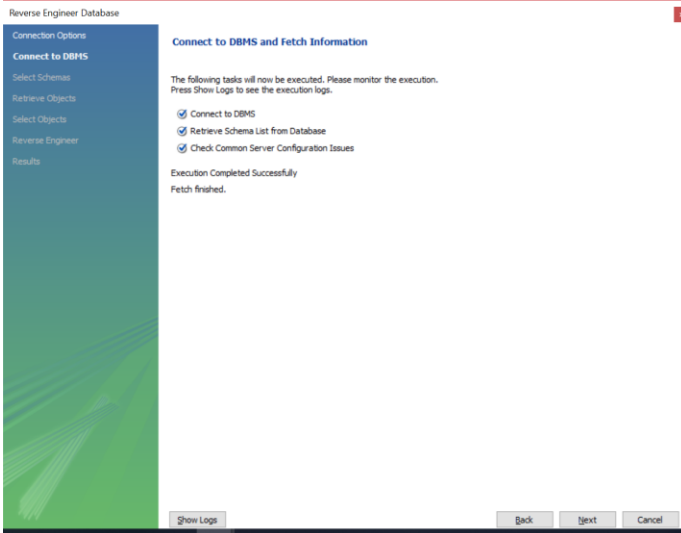 Reverse Engineer Database
Connection Options
Connect to DBMS
Select Schemas
Retrieve Objects
Select Objects
Reverse Engineer
Results
Connect to DBMS and Fetch Information
The following tasks will now be executed. Please monitor the execution.
Press Show Logs to see the execution logs.
Connect to DBMS
Retrieve Schema List from Database
Check Common Server Configuration Issues
Execution Completed Successfully
Fetch finished.
Show Logs
Back
Next
Cancel